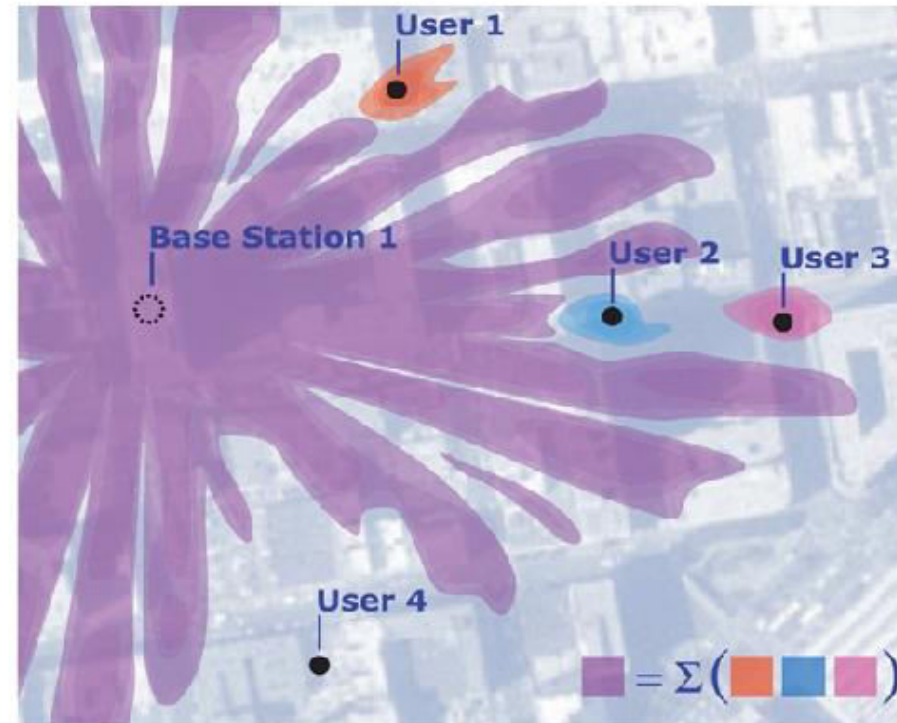 User 1
Base Station 1
User 2
User 3
User 4
= Σ ( )